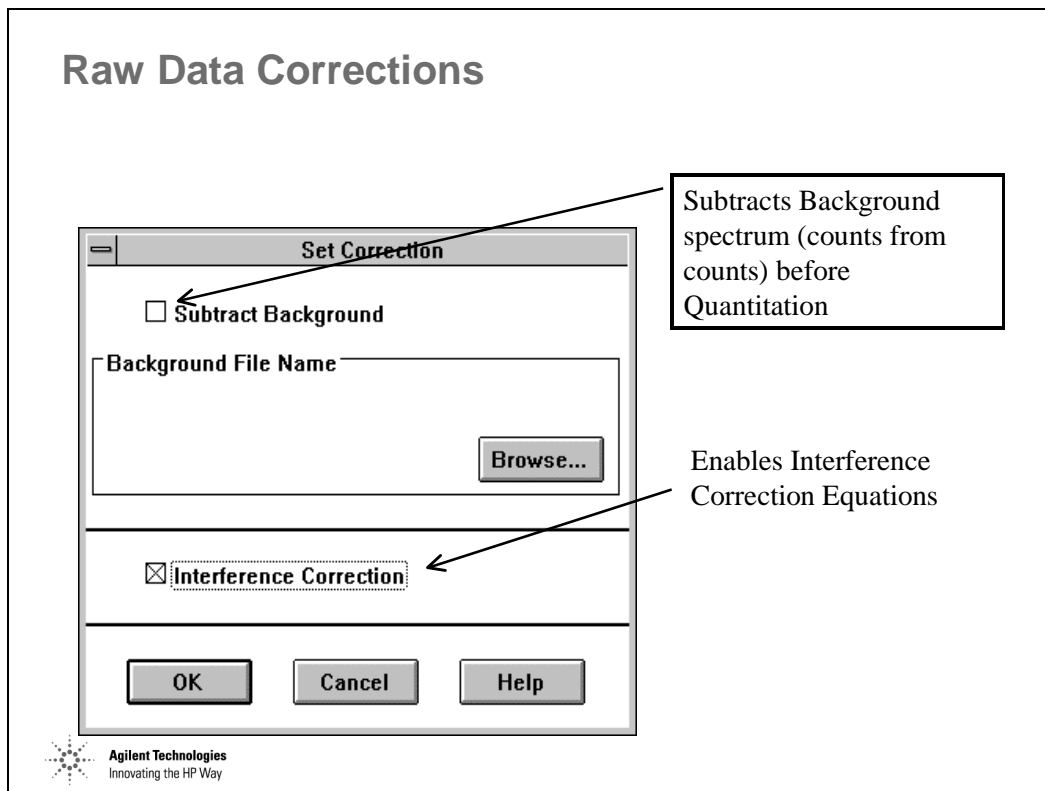 Raw Data Corrections
Subtracts Background
spectrum (counts from
counts) before
Quantitation
Set Correction
Subtract Background
Background File Name
Browse...
Enables Interference
Correction Equations
Interference Correction
OK
Cancel
Help
Agilent Technologies
Innovating the HP Way